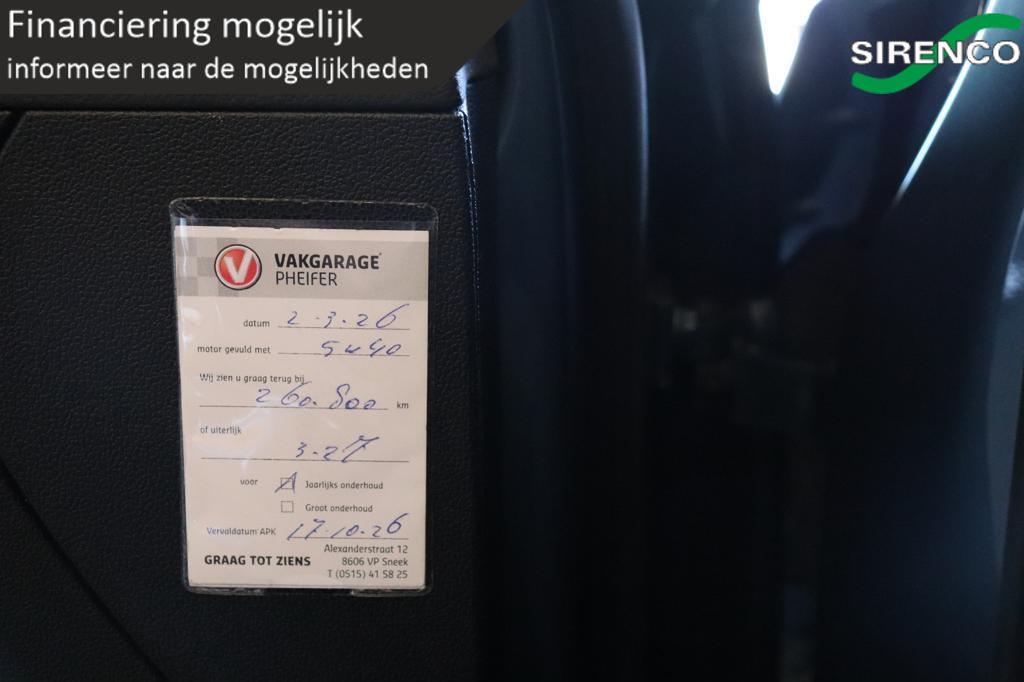 Financiering mogelijk
informeer naar de mogelijkheden
SIRENCO
VAKGARAGE
PHEIFER
datum 2-3-26
motor gevuld met 5w40
Wij zien u graag terug bij
260.800 km
of uiterlijk
3-27
voor Jaarlijks onderhoud
Groot onderhoud
Vervaldatum APK 17-10-26
GRAAG TOT ZIENS
Alexanderstraat 12
8606 VP Sneek
T (0515) 41 58 25